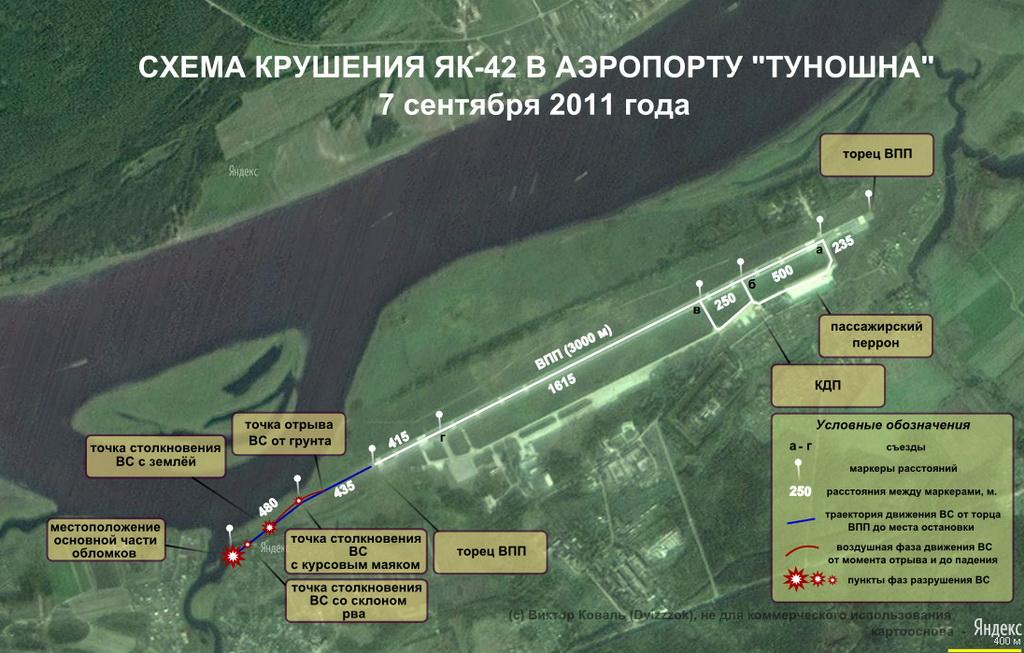 СХЕМА КРУШЕНИЯ ЯК-42 В АЭРОПОРТУ "ТУНОШНА"
7 сентября 2011 года
торец ВПП
Яндекс
а
235
500
б
250
в
пассажирский
перрон
ВПП (3000 м)
1615
КДП
415
г
точка отрыва
ВС от грунта
точка столкновения
ВС с землёй
435
480
местоположение
основной части
обломков
Яндекс
точка столкновения
ВС
с курсовым маяком
торец ВПП
точка столкновения
ВС со склоном
рва
Условные обозначения
а - г съезды
маркеры расстояний
250 расстояния между маркерами, м.
траектория движения ВС от торца
ВПП до места остановки
воздушная фаза движения ВС
от момента отрыва и до падения
пункты фаз разрушения ВС
(с) Виктор Коваль (Dvizzzok), не для коммерческого использования
картооснова - Яндекс
400 м